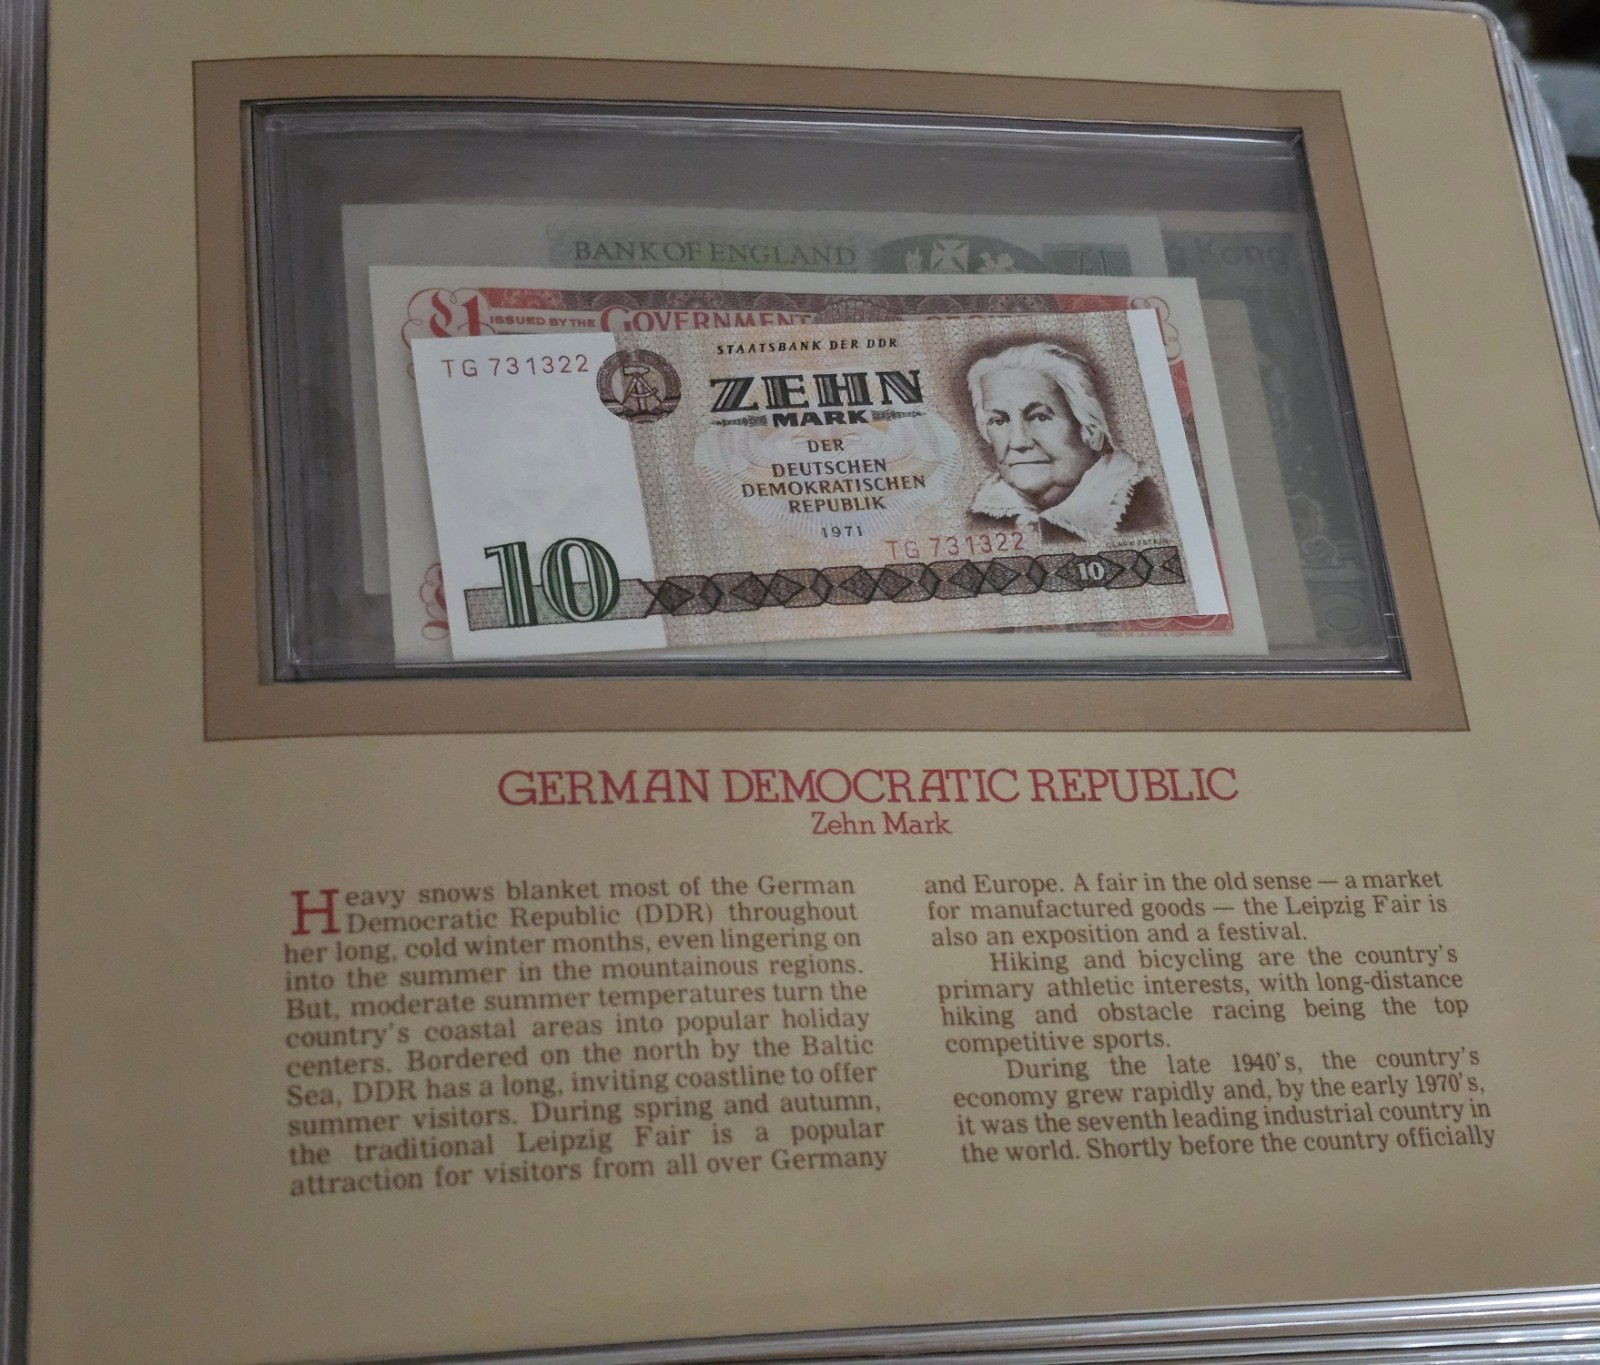 BANK OF ENGLAND
£1
g Kong
£1 ISSUED BY THE GOVERNMENT
TG 731322
STAATSBANK DER DDR
ZEHN
MARK
DER
DEUTSCHEN
DEMOKRATISCHEN
REPUBLIK
1971
TG 731322
CLARA ZETKIN
10
10
GERMAN DEMOCRATIC REPUBLIC
Zehn Mark
Heavy snows blanket most of the German
Democratic Republic (DDR) throughout
her long, cold winter months, even lingering on
into the summer in the mountainous regions.
But, moderate summer temperatures turn the
country's coastal areas into popular holiday
centers. Bordered on the north by the Baltic
Sea, DDR has a long, inviting coastline to offer
summer visitors. During spring and autumn,
the traditional Leipzig Fair is a popular
attraction for visitors from all over Germany
and Europe. A fair in the old sense — a market
for manufactured goods — the Leipzig Fair is
also an exposition and a festival.
Hiking and bicycling are the country's
primary athletic interests, with long-distance
hiking and obstacle racing being the top
competitive sports.
During the late 1940's, the country's
economy grew rapidly and, by the early 1970's,
it was the seventh leading industrial country in
the world. Shortly before the country officially